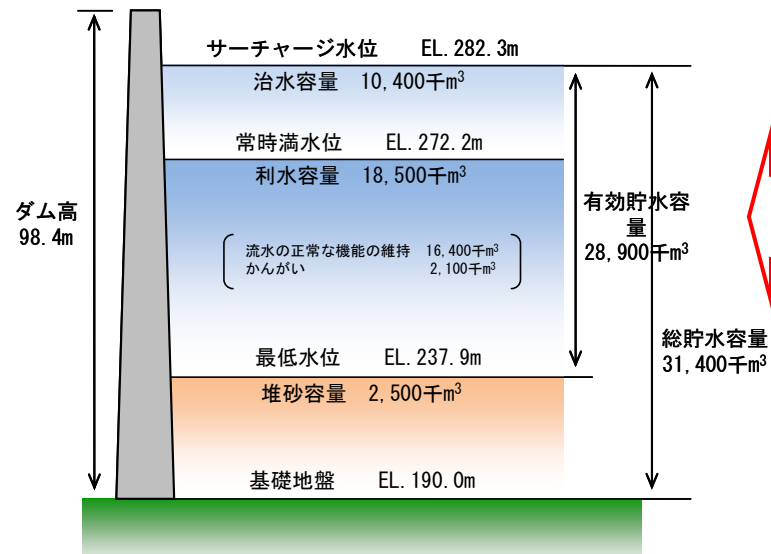 サーチャージ水位 EL.282.3m
治水容量 10,400千m³
常時満水位 EL.272.2m
利水容量 18,500千m³
ダム高
98.4m
流水の正常な機能の維持 16,400千m³
かんがい 2,100千m³
有効貯水容
量
28,900千m³
最低水位 EL.237.9m
堆砂容量 2,500千m³
総貯水容量
31,400千m³
基礎地盤 EL.190.0m